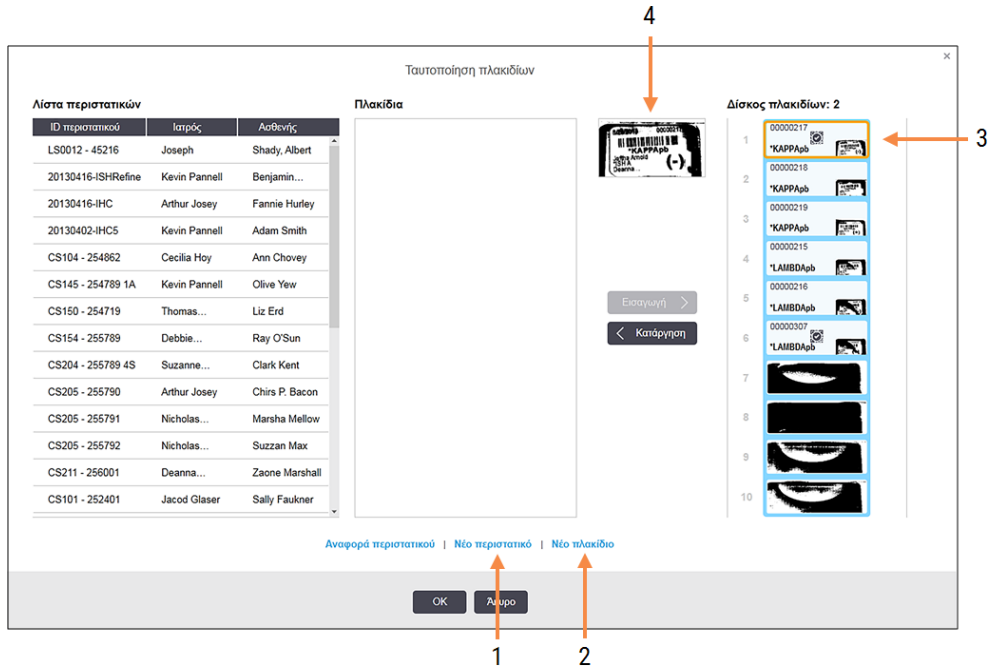 4
×
Ταυτοποίηση πλακιδίων
Λίστα περιστατικών
ID περιστατικού Ιατρός Ασθενής
LS0012 - 45216 Joseph Shady, Albert
20130416-ISHRefine Kevin Pannell Benjamin...
20130416-IHC Arthur Josey Fannie Hurley
20130402-IHC5 Kevin Pannell Adam Smith
CS104 - 254862 Cecilia Hoy Ann Chovey
CS145 - 254789 1A Kevin Pannell Olive Yew
CS150 - 254719 Thomas... Liz Erd
CS154 - 255789 Debbie... Ray O'Sun
CS204 - 255789 4S Suzanne... Clark Kent
CS205 - 255790 Arthur Josey Chirs P. Bacon
CS205 - 255791 Nicholas... Marsha Mellow
CS205 - 255792 Nicholas... Suzzan Max
CS211 - 256001 Deanna... Zaone Marshall
CS101 - 252401 Jacod Glaser Sally Faukner
Πλακίδια
0000021
*KAPPApb
Arnold
(-)
Deanna
Εισαγωγή >
< Κατάργηση
Δίσκος πλακιδίων: 2
1 00000217
*KAPPApb
3
2 00000218
*KAPPApb
3 00000219
*KAPPApb
4 00000215
*LAMBDApb
5 00000216
*LAMBDApb
6 00000307
*LAMBDApb
7
8
9
10
Αναφορά περιστατικού | Νέο περιστατικό | Νέο πλακίδιο
OK
1
2